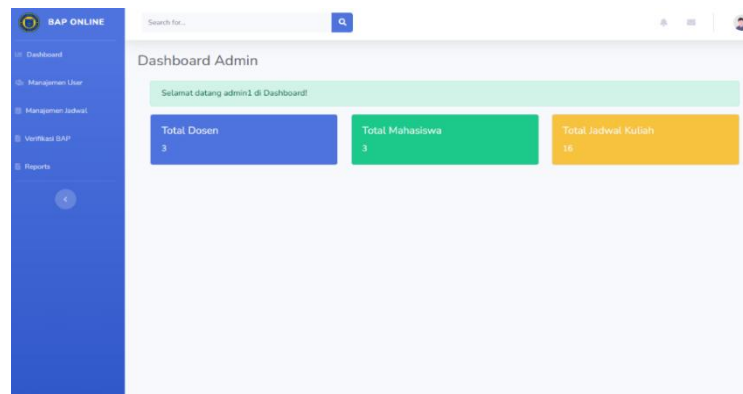 BAP ONLINE
Search for...
Dashboard
Manajemen User
Manajemen Jadwal
Verifikasi BAP
Reports
Dashboard Admin
Selamat datang admin1 di Dashboard!
Total Dosen
3
Total Mahasiswa
3
Total Jadwal Kuliah
16